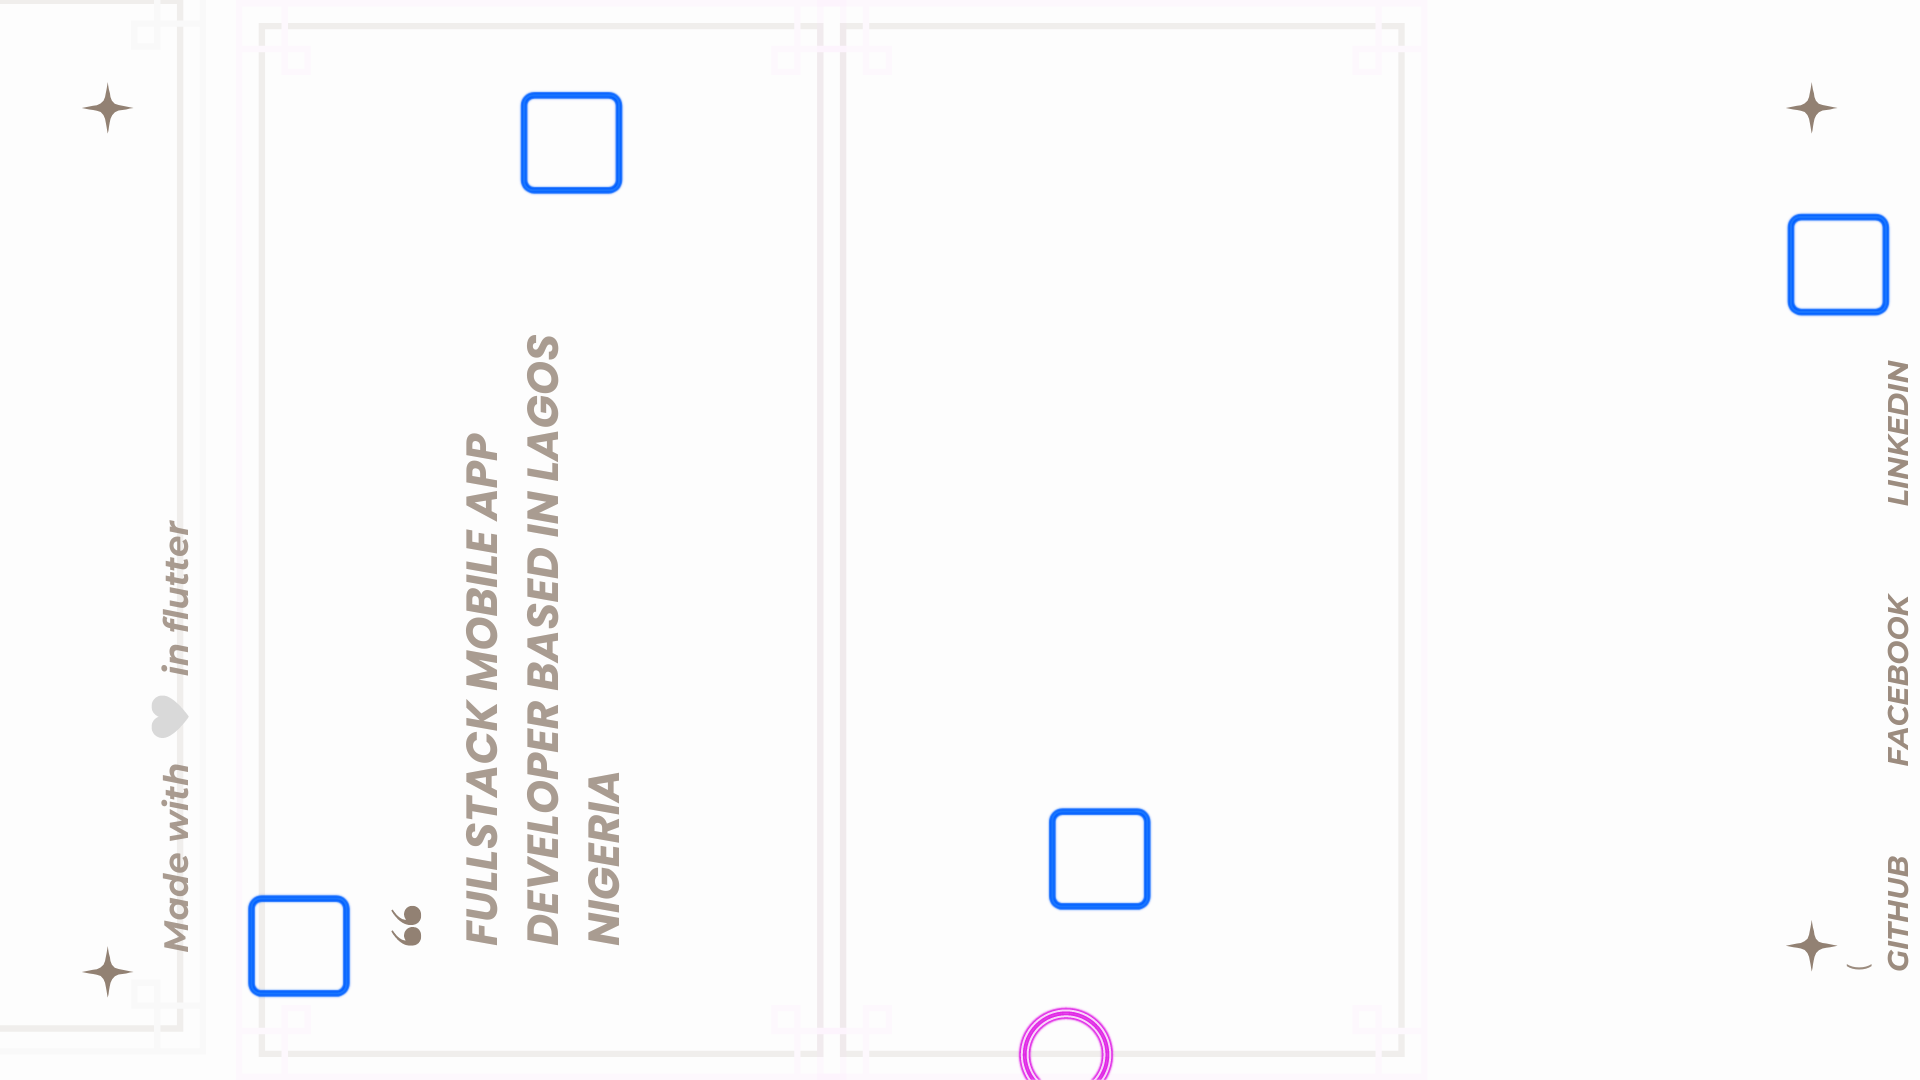 Made with in flutter
❝
FULLSTACK MOBILE APP
DEVELOPER BASED IN LAGOS
NIGERIA
GITHUB FACEBOOK LINKEDIN